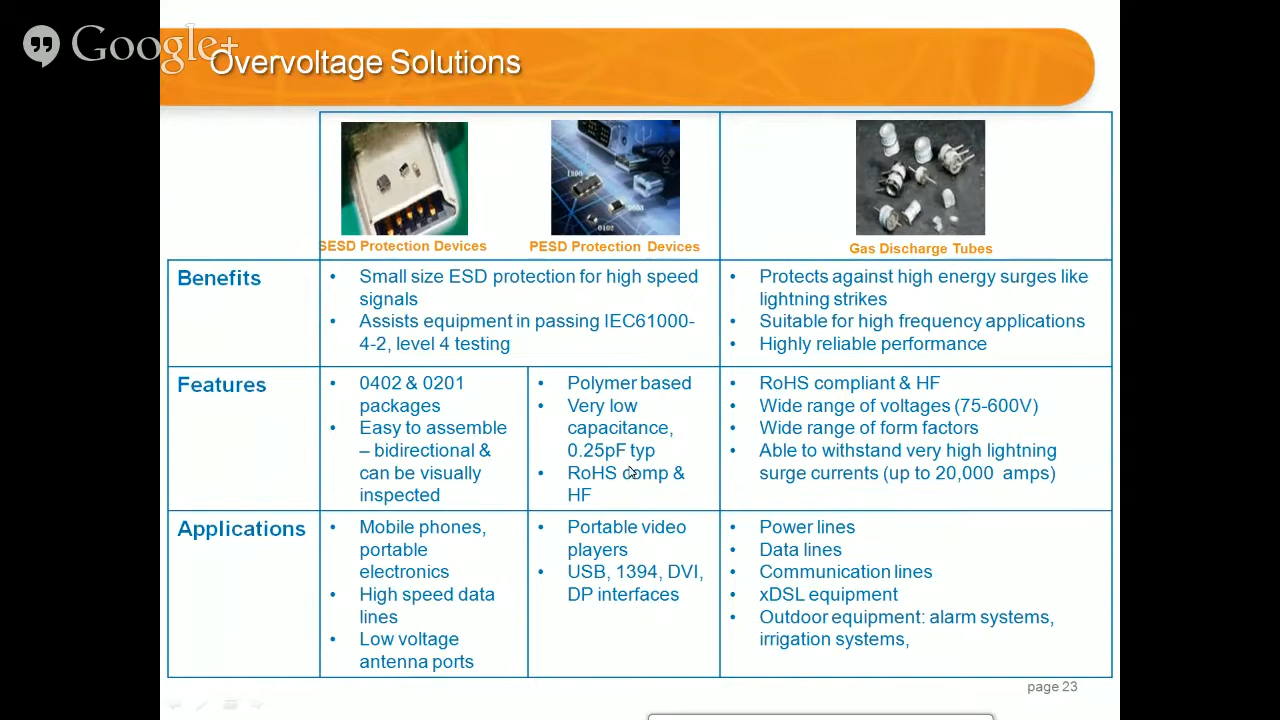 Google+
Overvoltage Solutions
SESD Protection Devices
PESD Protection Devices
Gas Discharge Tubes
Benefits
• Small size ESD protection for high speed
signals
• Assists equipment in passing IEC61000-
4-2, level 4 testing
• Protects against high energy surges like
lightning strikes
• Suitable for high frequency applications
• Highly reliable performance
Features
• 0402 & 0201
packages
• Easy to assemble
– bidirectional &
can be visually
inspected
• Polymer based
• Very low
capacitance,
0.25pF typ
• RoHS comp &
HF
• RoHS compliant & HF
• Wide range of voltages (75-600V)
• Wide range of form factors
• Able to withstand very high lightning
surge currents (up to 20,000 amps)
Applications
• Mobile phones,
portable
electronics
• High speed data
lines
• Low voltage
antenna ports
• Portable video
players
• USB, 1394, DVI,
DP interfaces
• Power lines
• Data lines
• Communication lines
• xDSL equipment
• Outdoor equipment: alarm systems,
irrigation systems,
page 23